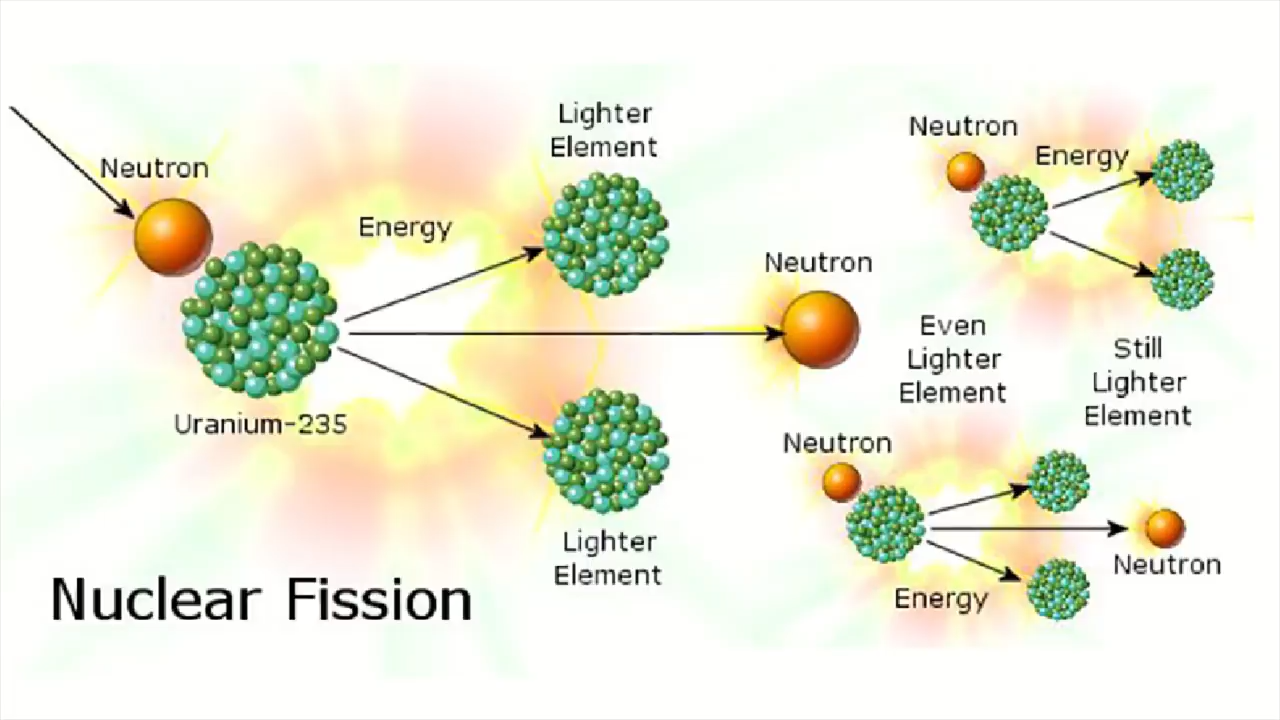 Neutron
Uranium-235
Energy
Lighter
Element
Lighter
Element
Neutron
Nuclear Fission
Neutron
Energy
Even
Lighter
Element
Still
Lighter
Element
Neutron
Energy
Neutron